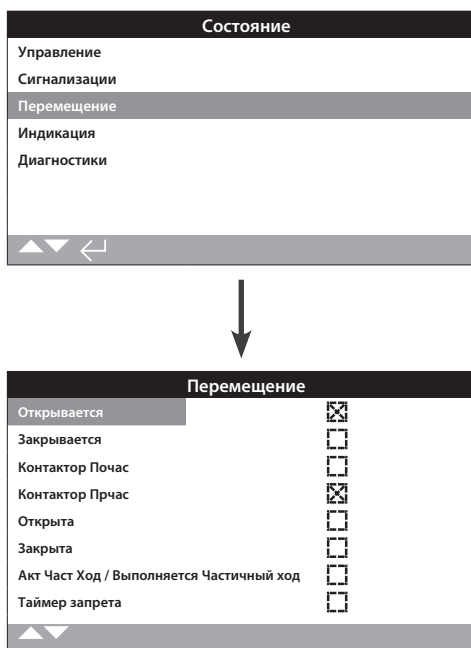 Состояние
Управление
Сигнализации
Перемещение
Индикация
Диагностики
Перемещение
Открывается
Закрывается
Контактор Почас
Контактор Прчас
Открыта
Закрыта
Акт Част Ход / Выполняется Частичный ход
Таймер запрета